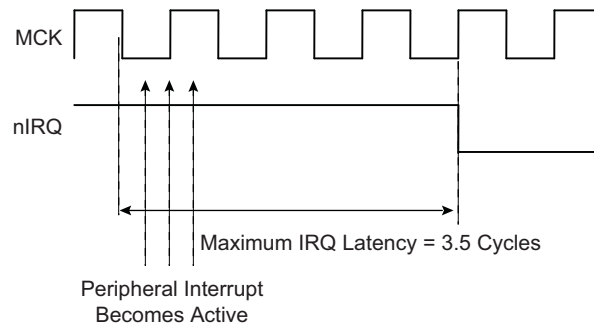 MCK
nIRQ
Maximum IRQ Latency = 3.5 Cycles
Peripheral Interrupt
Becomes Active